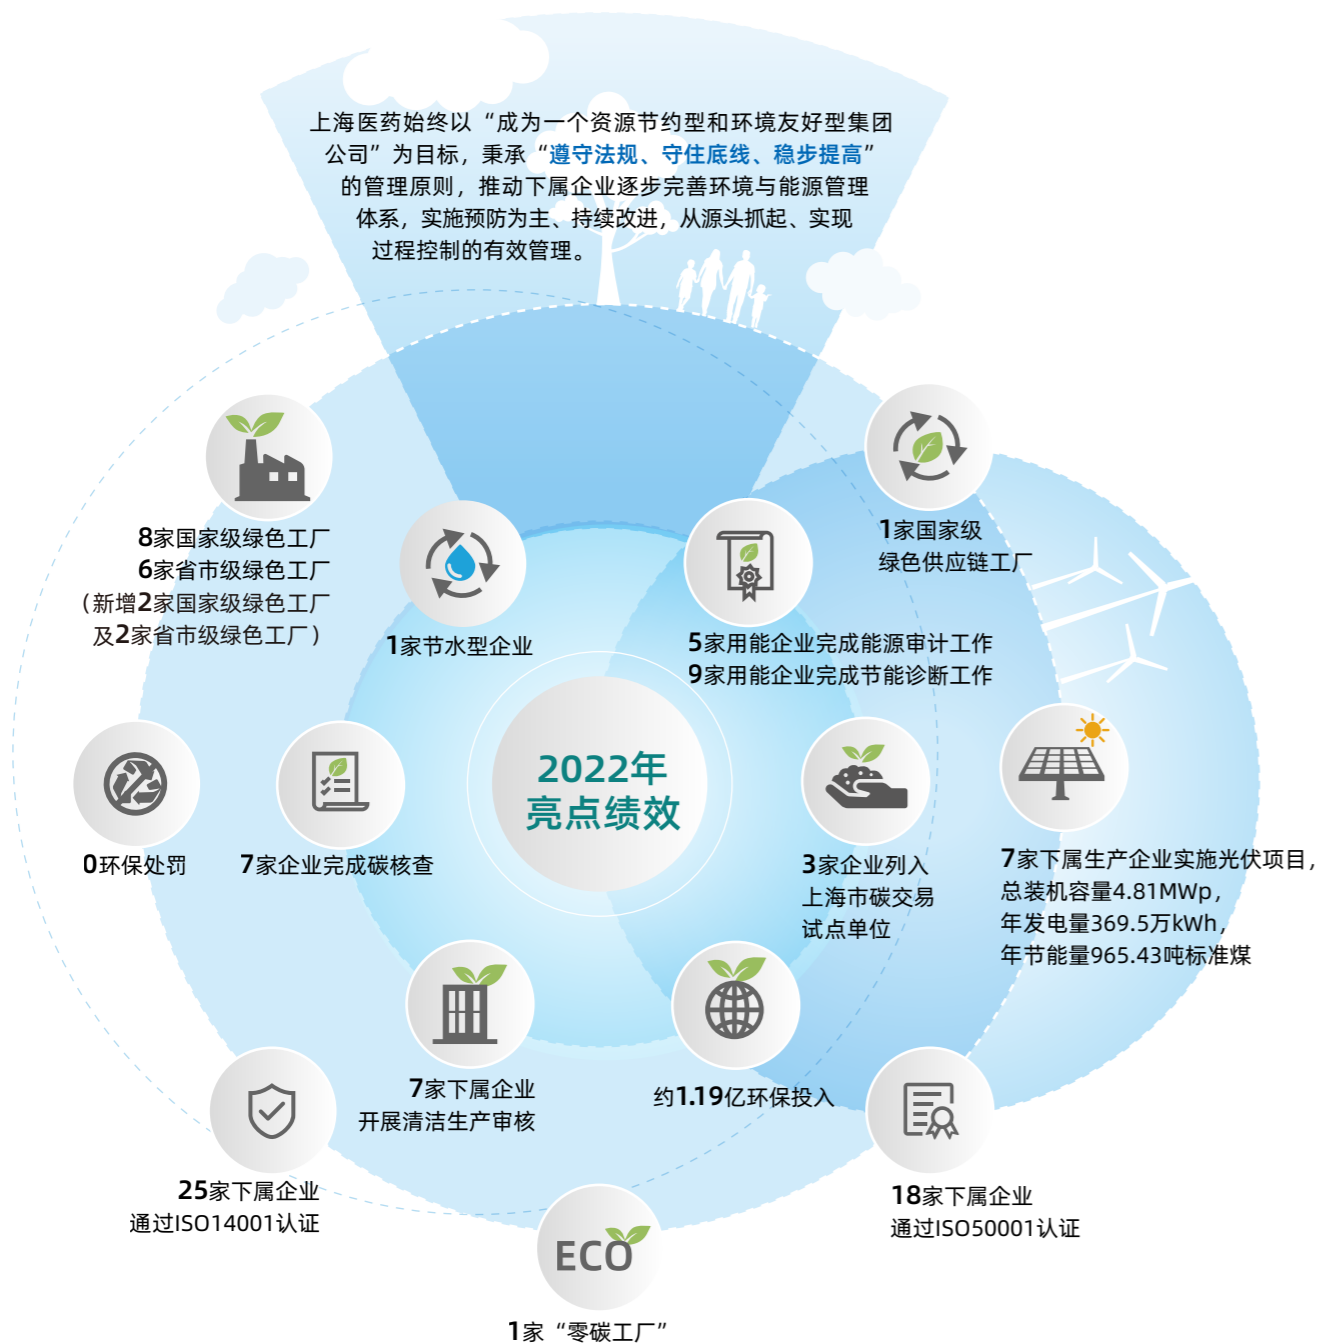 上海医药始终以“成为一个资源节约型和环境友好型集团
公司”为目标，秉承“遵守法规、守住底线、稳步提高”
的管理原则，推动下属企业逐步完善环境与能源管理
体系，实施预防为主、持续改进，从源头抓起、实现
过程控制的有效管理。
8家国家级绿色工厂
6家省市级绿色工厂
（新增2家国家级绿色工厂
及2家省市级绿色工厂）
1家节水型企业
5家用能企业完成能源审计工作
9家用能企业完成节能诊断工作
1家国家级
绿色供应链工厂
2022年
亮点绩效
0环保处罚
7家企业完成碳核查
3家企业列入
上海市碳交易
试点单位
7家下属生产企业实施光伏项目，
总装机容量4.81MWp，
年发电量369.5万kWh，
年节能量965.43吨标准煤
7家下属企业
开展清洁生产审核
约1.19亿环保投入
25家下属企业
通过ISO14001认证
18家下属企业
通过ISO50001认证
ECO
1家“零碳工厂”